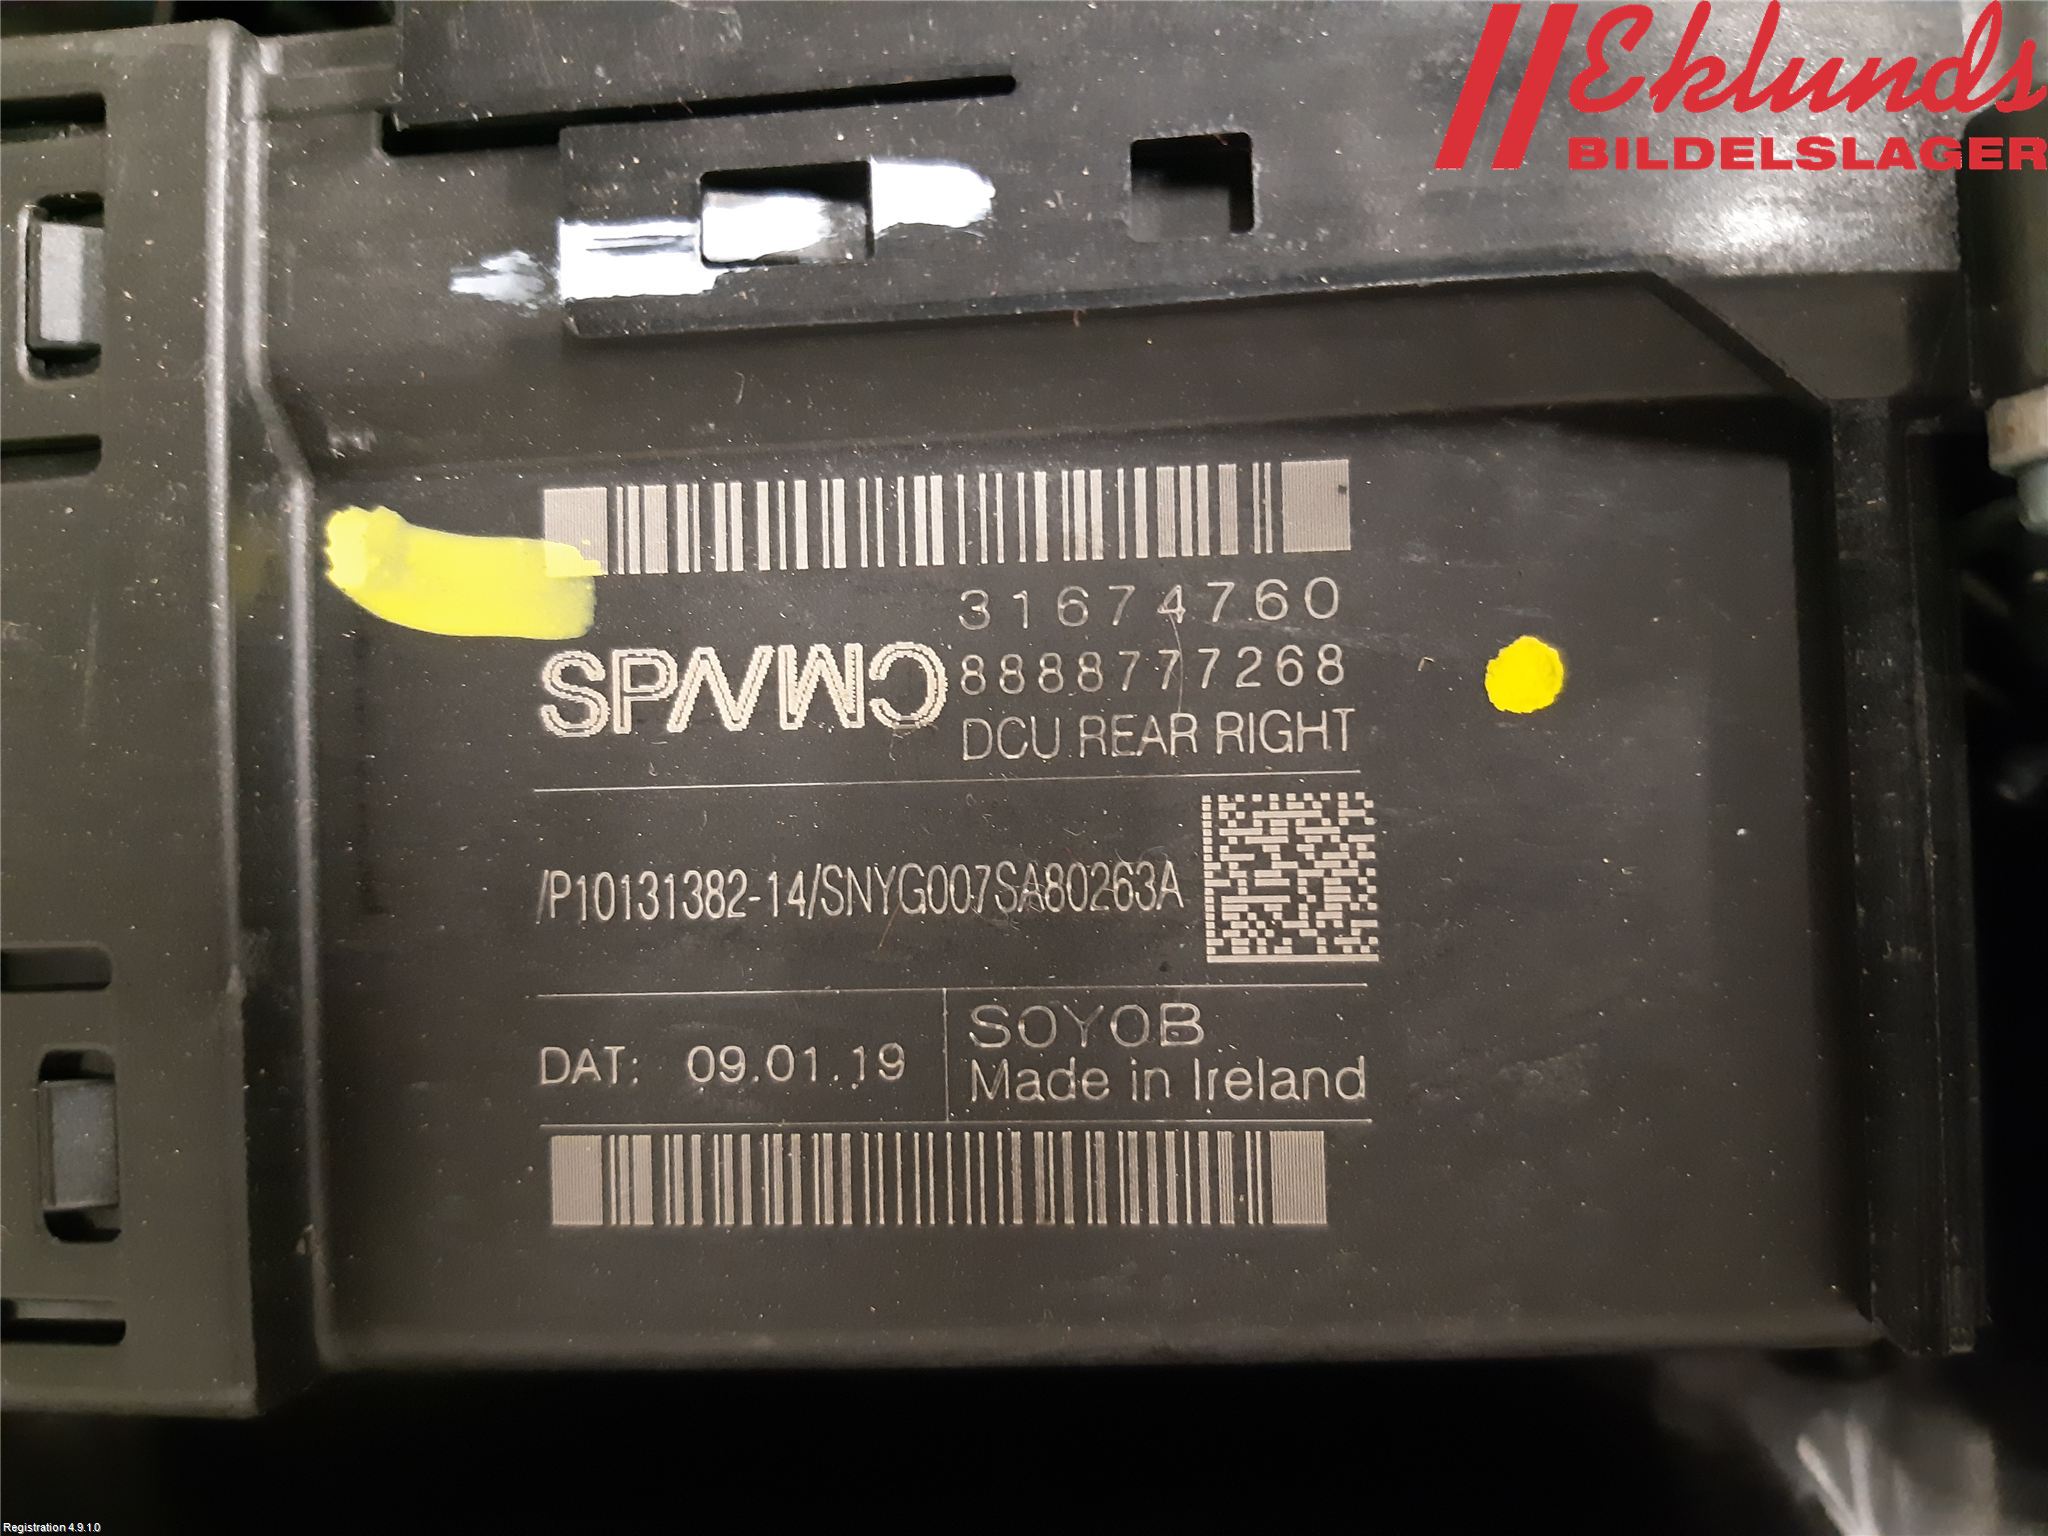 Eklunds
BILDELSLAGER
31674760
8888777268
DCU REAR RIGHT
/P10131382-14/SNYG007SA80263A
DAT: 09.01.19
SOYOB
Made in Ireland
Registration 4.9.1.0